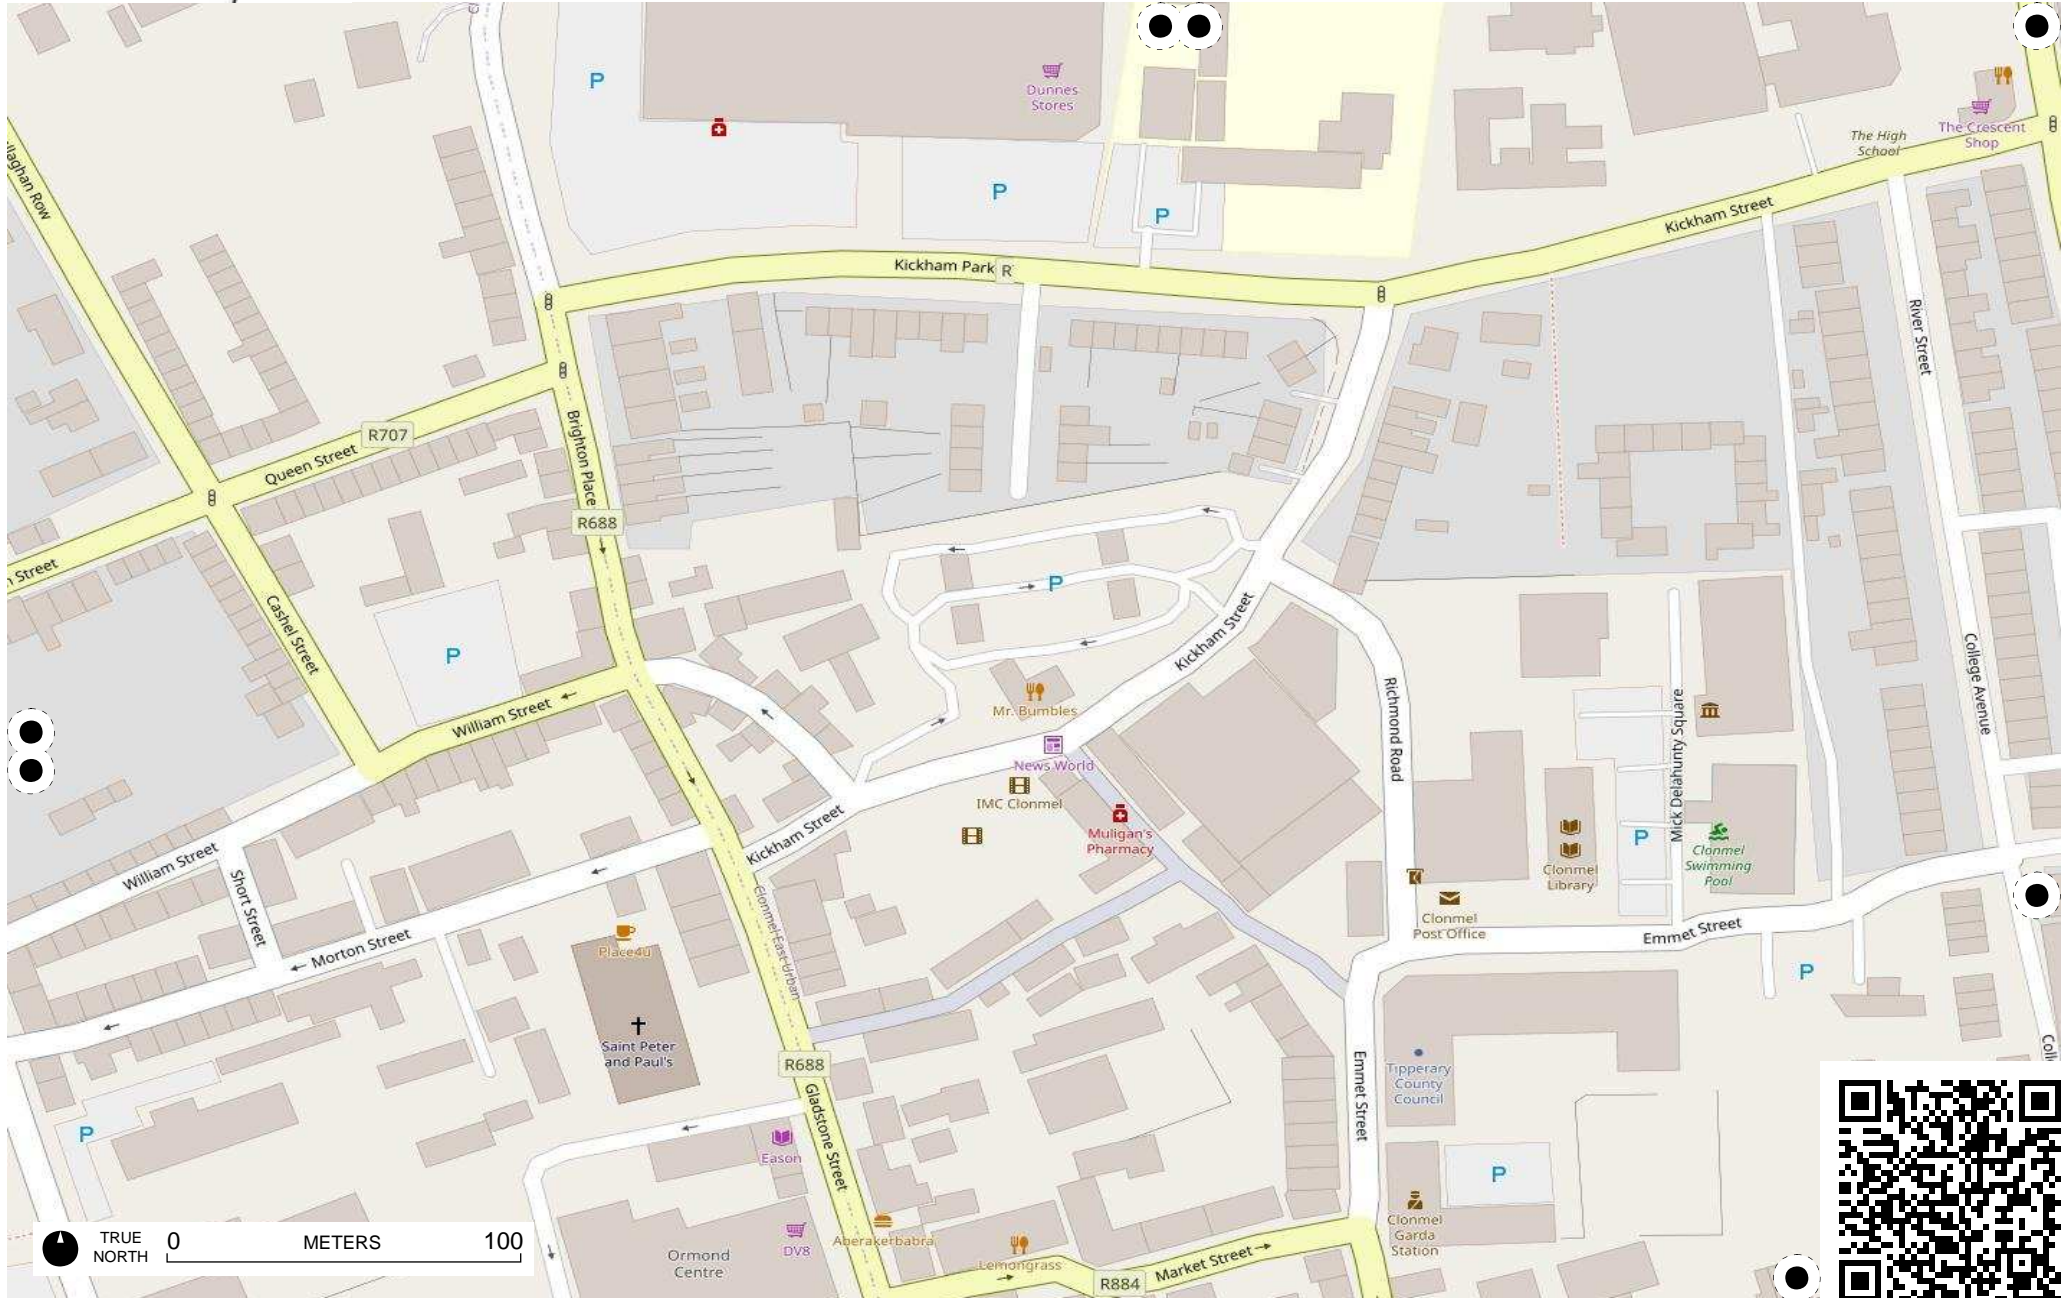 P
Dunnes
Stores
The Crescent
Shop
The High
School
P
P
Kickham Street
Kickham Park
R
River Street
R707
Queen Street
Brighton Place
R688
Street
Cashel Street
P
P
Kickham Street
William Street
Mr. Bumbles
News World
IMC Clonmel
Muligan's
Pharmacy
Richmond Road
College Avenue
Mick Delahunty Square
P
Clonmel
Swimming
Pool
Clonmel
Library
Clonmel
Post Office
Emmet Street
P
Kickham Street
William Street
Short Street
Morton Street
Place4u
Clonmel East Urban
Saint Peter
and Paul's
R688
Gladstone Street
Emmet Street
Tipperary
County
Council
P
Clonmel
Garda
Station
P
Eason
DV8
Ormond
Centre
Lemongrass
R884
Market Street
TRUE
NORTH
0 METERS 100